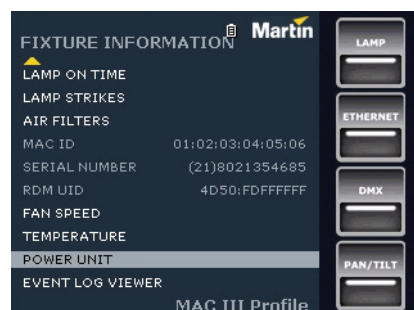 Martin
FIXTURE INFORMATION
LAMP ON TIME
LAMP STRIKES
AIR FILTERS
MAC ID 01:02:03:04:05:06
SERIAL NUMBER (21)8021354685
RDM UID 4D50:FDFFFFFF
FAN SPEED
TEMPERATURE
POWER UNIT
EVENT LOG VIEWER
MAC III Profile
LAMP
ETHERNET
DMX
PAN/TILT